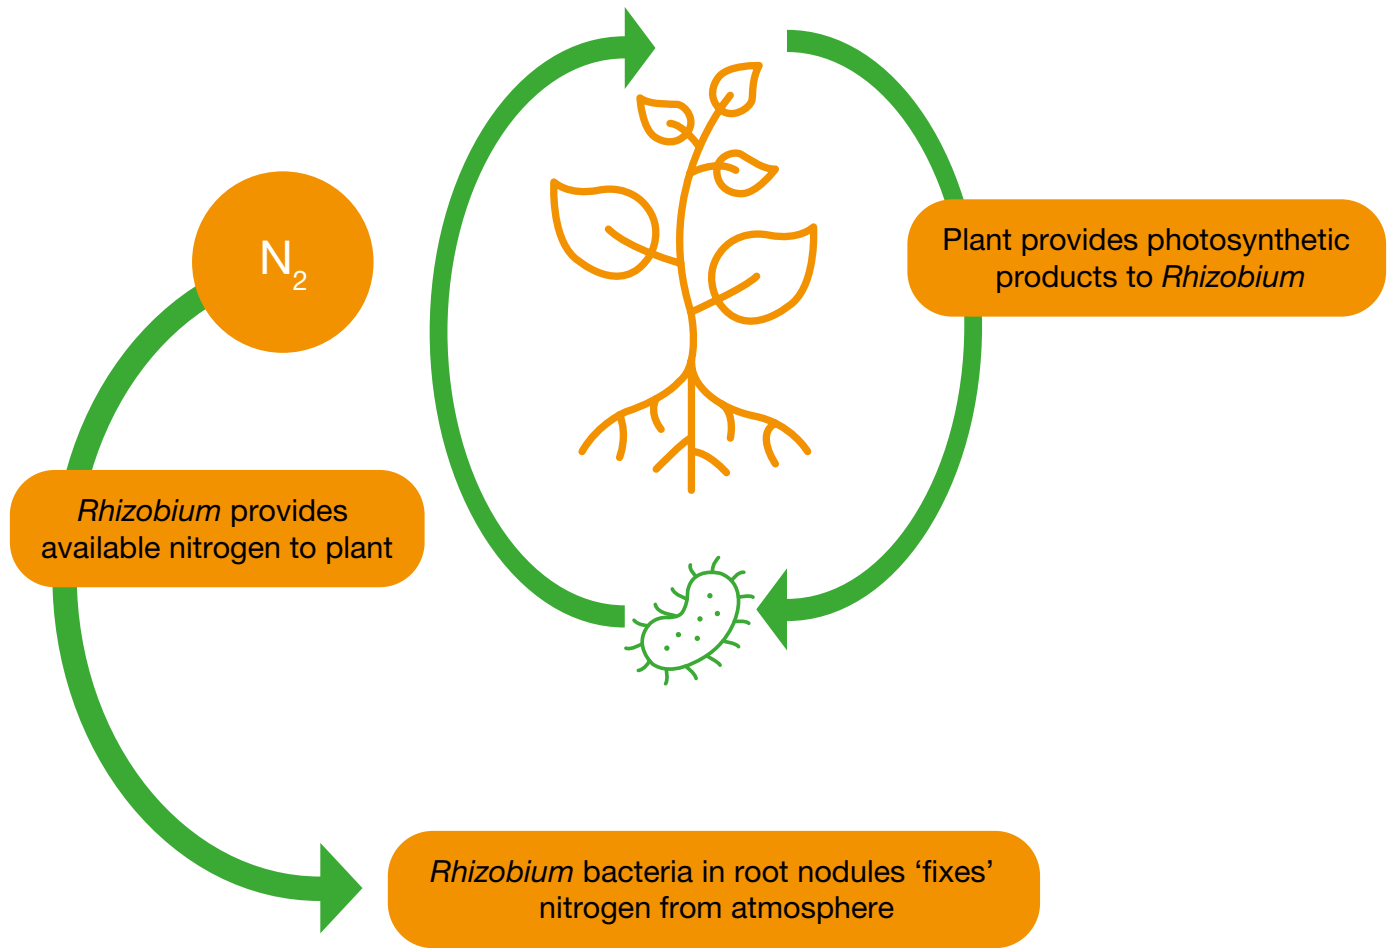 N₂
Plant provides photosynthetic
products to Rhizobium
Rhizobium provides
available nitrogen to plant
Rhizobium bacteria in root nodules ‘fixes’
nitrogen from atmosphere